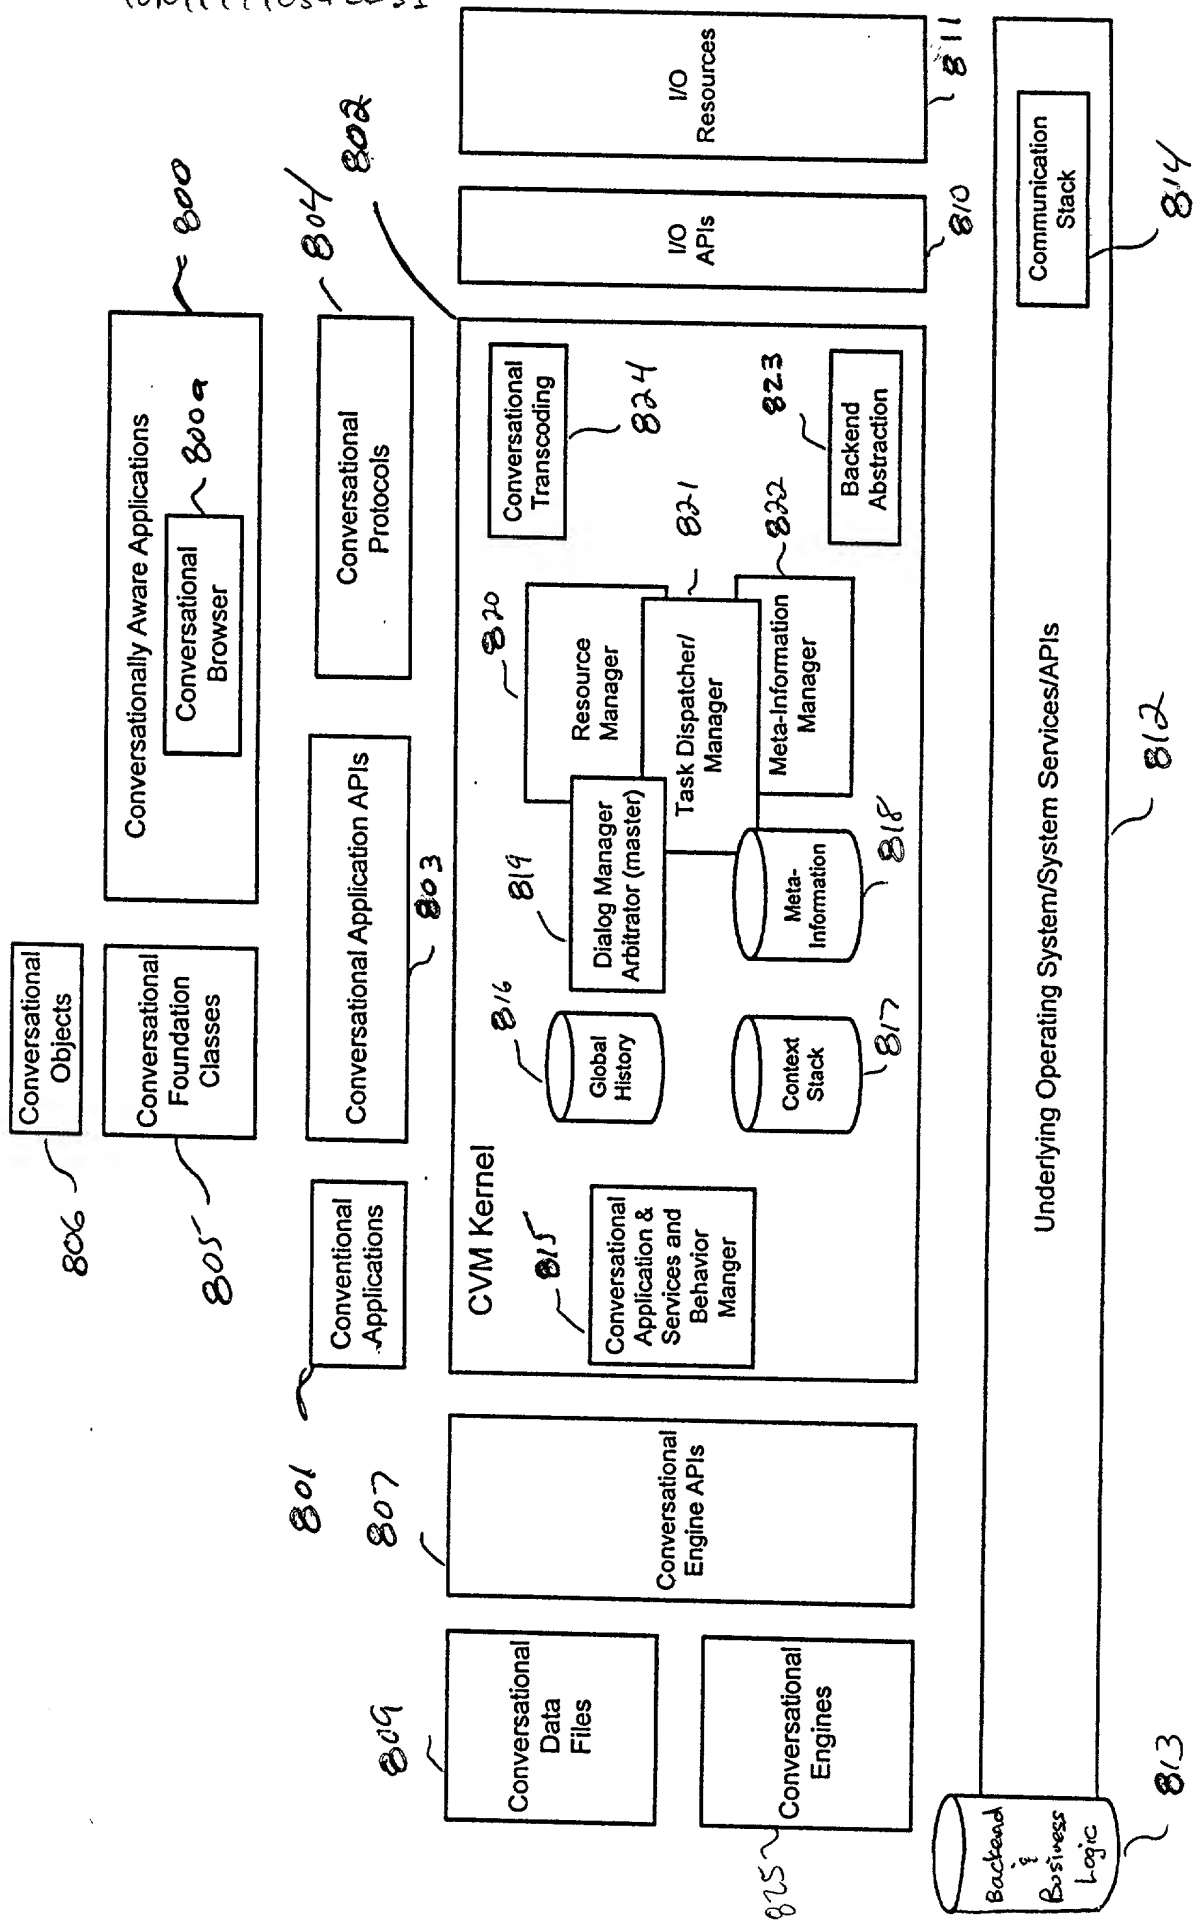 806
Conversational
Objects
805
Conversational
Foundation
Classes
Conversationally Aware Applications
800
Conversational
Browser
800a
801
Conventional
Applications
Conversational Application APIs
803
Conversational
Protocols
804
802
809
Conversational
Data
Files
825
Conversational
Engines
807
Conversational
Engine APIs
CVM Kernel
815
Conversational
Application &
Services and
Behavior
Manger
816
Global
History
Context
Stack
817
819
Dialog Manager
Arbitrator (master)
820
Resource
Manager
821
Task Dispatcher/
Manager
822
Meta-Information
Manager
Meta-
Information
818
Conversational
Transcoding
824
823
Backend
Abstraction
I/O
APIs
810
I/O
Resources
811
Backend
&
Business
Logic
813
Underlying Operating System/System Services/APIs
812
Communication
Stack
814